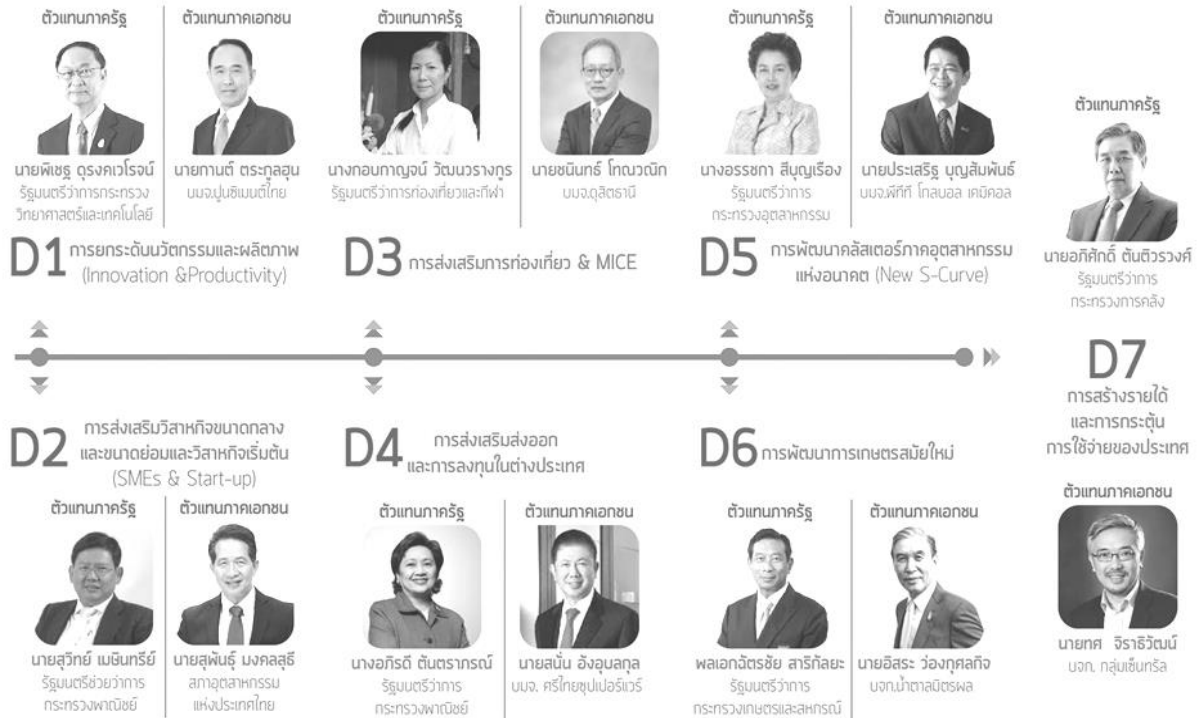 ตัวแทนภาครัฐ
นายพิเชฐ ดุรงคเวโรจน์
รัฐมนตรีว่าการกระทรวง
วิทยาศาสตร์และเทคโนโลยี
ตัวแทนภาคเอกชน
นายกานต์ ตระกูลฮุน
บมจ.ปูนซิเมนต์ไทย
D1 การยกระดับนวัตกรรมและผลิตภาพ
(Innovation &Productivity)
ตัวแทนภาครัฐ
นางกอบกาญจน์ วัฒนวรางกูร
รัฐมนตรีว่าการท่องเที่ยวและกีฬา
ตัวแทนภาคเอกชน
นายชนินทธ์ โทณวณิก
บมจ.ดุสิตธานี
D3 การส่งเสริมการท่องเที่ยว & MICE
ตัวแทนภาครัฐ
นางอรรชกา สีบุญเรือง
รัฐมนตรีว่าการ
กระทรวงอุตสาหกรรม
ตัวแทนภาคเอกชน
นายประเสริฐ บุญสัมพันธ์
บมจ.พีทีที โกลบอล เคมิคอล
D5 การพัฒนาคลัสเตอร์ภาคอุตสาหกรรม
แห่งอนาคต (New S-Curve)
D2 การส่งเสริมวิสาหกิจขนาดกลาง
และขนาดย่อมและวิสาหกิจเริ่มต้น
(SMEs & Start-up)
ตัวแทนภาครัฐ
นายสุวิทย์ เมษินทรีย์
รัฐมนตรีช่วยว่าการ
กระทรวงพาณิชย์
ตัวแทนภาคเอกชน
นายสุพันธุ์ มงคลสุธี
สภาอุตสาหกรรม
แห่งประเทศไทย
D4 การส่งเสริมส่งออก
และการลงทุนในต่างประเทศ
ตัวแทนภาครัฐ
นางอภิรดี ตันตราภรณ์
รัฐมนตรีว่าการ
กระทรวงพาณิชย์
ตัวแทนภาคเอกชน
นายสนั่น อังอุบลกุล
บมจ. ศรีไทยซุปเปอร์แวร์
D6 การพัฒนาการเกษตรสมัยใหม่
ตัวแทนภาครัฐ
พลเอกฉัตรชัย สาริกัลยะ
รัฐมนตรีว่าการ
กระทรวงเกษตรและสหกรณ์
ตัวแทนภาคเอกชน
นายอิสระ ว่องกุศลกิจ
บจก.น้ำตาลมิตรผล
ตัวแทนภาครัฐ
นายอภิศักดิ์ ตันติวรวงศ์
รัฐมนตรีว่าการ
กระทรวงการคลัง
D7
การสร้างรายได้
และการกระตุ้น
การใช้จ่ายของประเทศ
ตัวแทนภาคเอกชน
นายทศ จิราธิวัฒน์
บจก. กลุ่มเซ็นทรัล